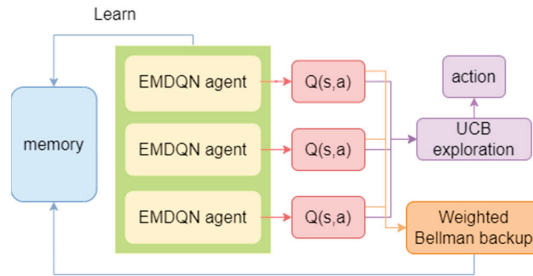 Learn
memory
EMDQN agent
EMDQN agent
EMDQN agent
Q(s,a)
Q(s,a)
Q(s,a)
action
UCB
exploration
Weighted
Bellman backup